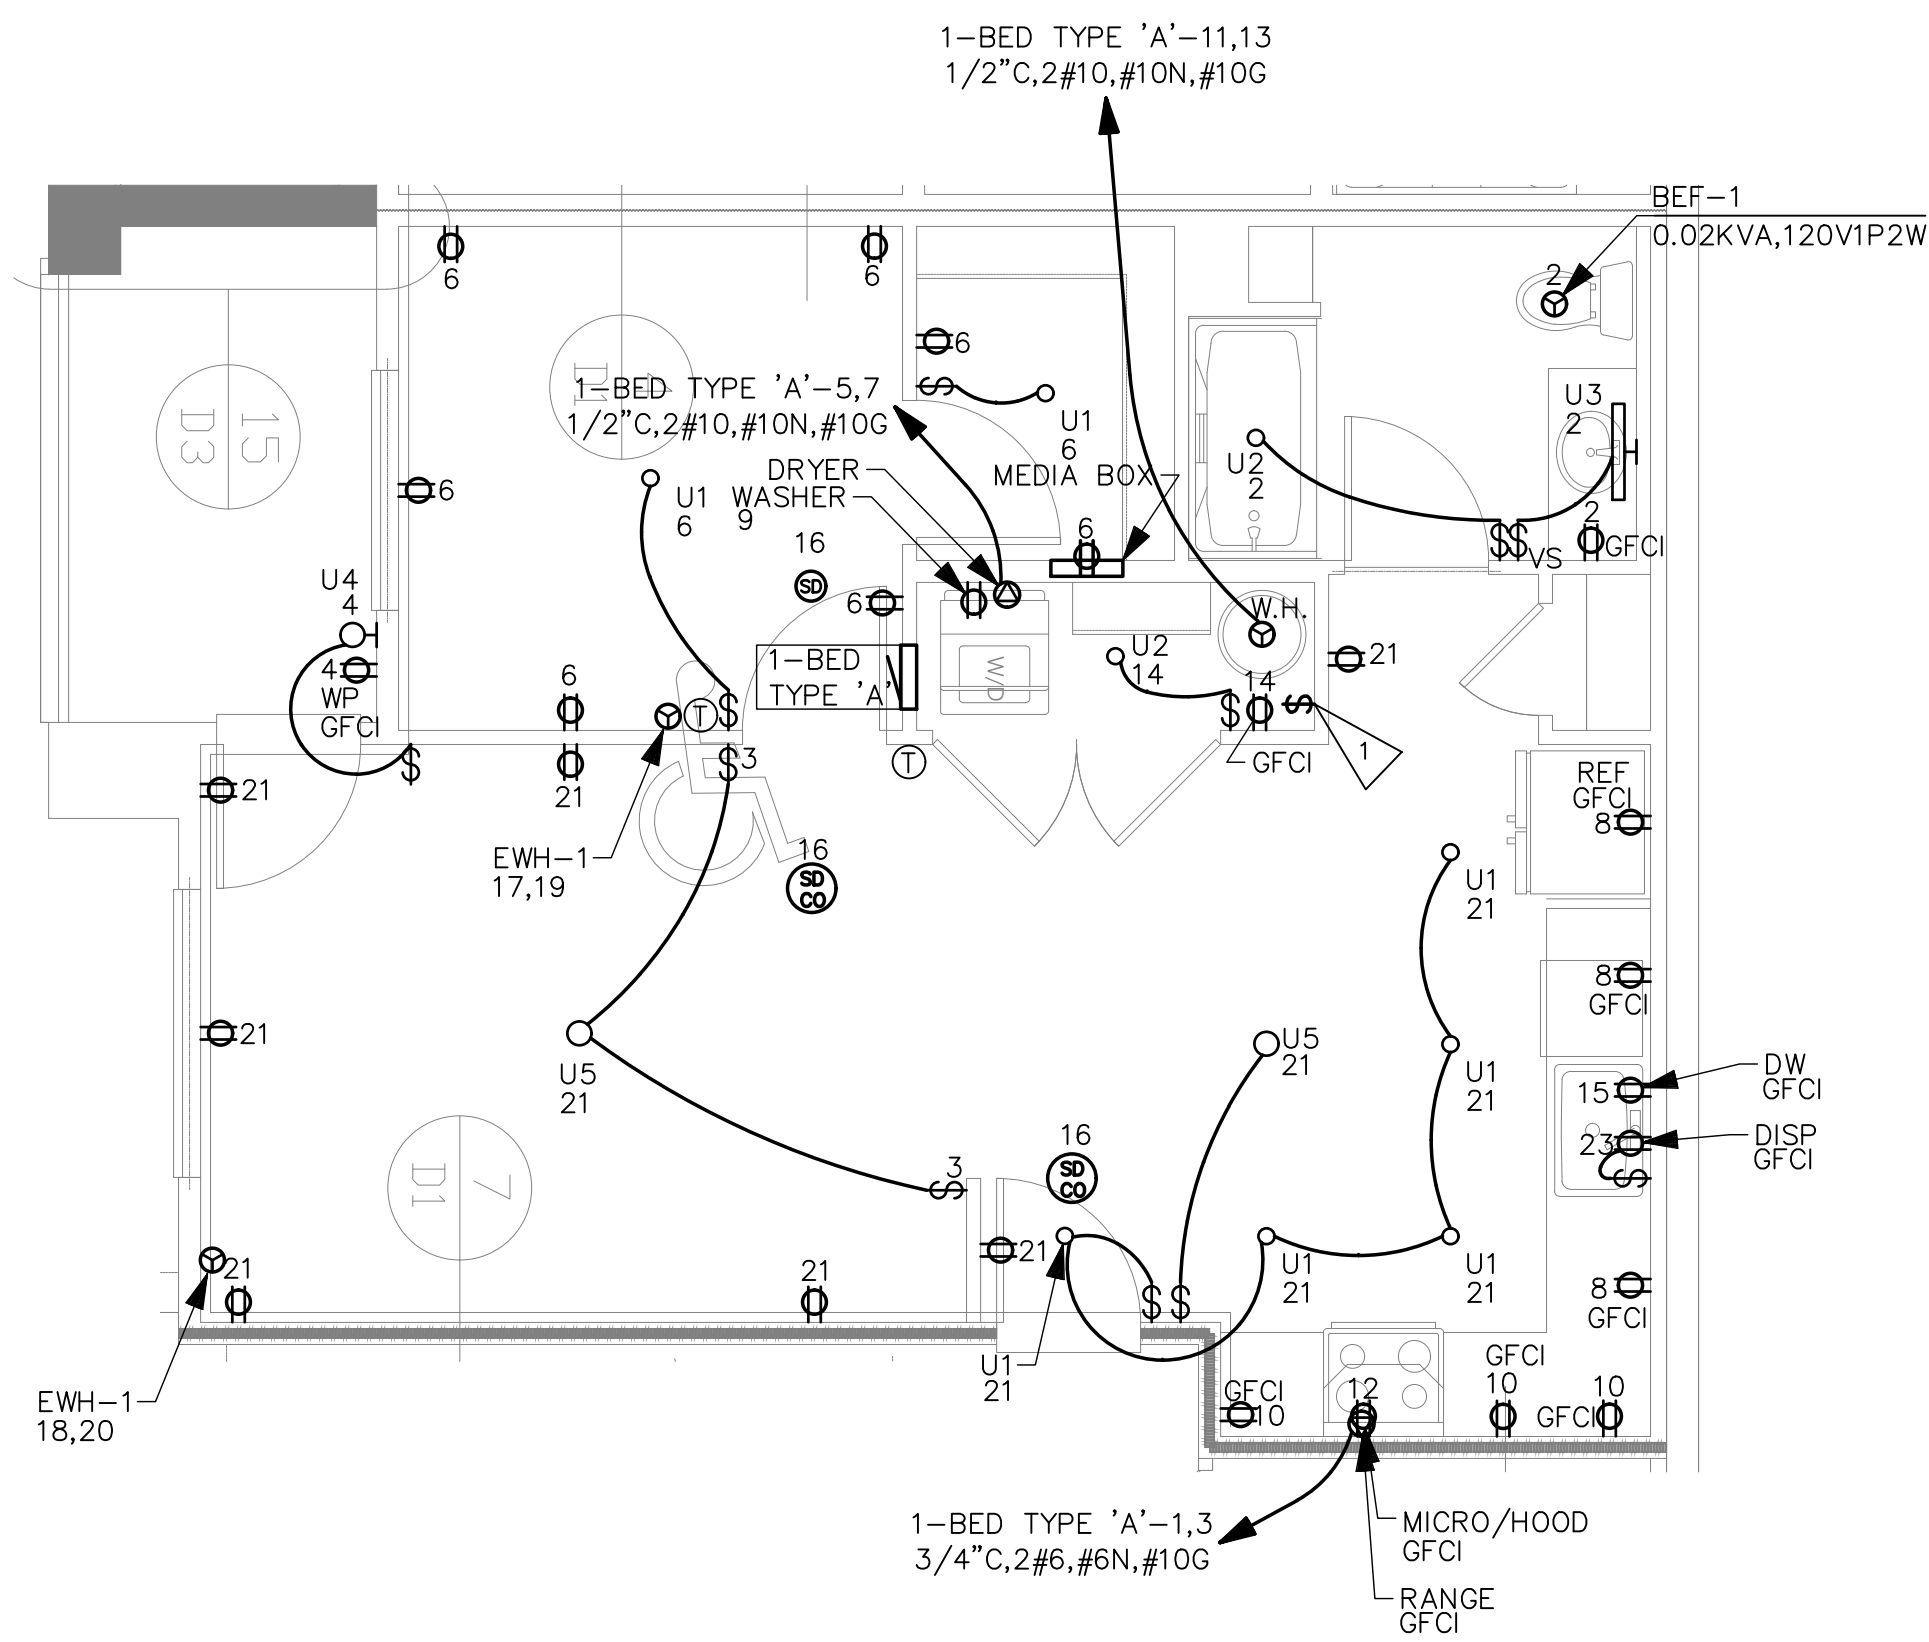 1-BED TYPE 'A'-11,13
1/2"C,2#10,#10N,#10G
BEF-1
0.02KVA,120V1P2W
2
6
6
6
15
D3
4
D1
1-BED TYPE 'A'-5,7
1/2"C,2#10,#10N,#10G
U1
6
U2
2
U3
2
2
GFCI
$
$$
VS
DRYER
WASHER
9
MEDIA BOX
6
6
U1
6
16
SD
6
U4
4
4
WP
GFCI
$
1-BED
TYPE 'A'
W/D
W.H.
U2
14
$
14
GFCI
$
1
21
6
T
$
$
3
T
21
21
EWH-1
17,19
16
SD
CO
REF
GFCI
8
U1
21
8
GFCI
21
U5
21
U5
21
U1
21
DW
GFCI
15
DISP
GFCI
23
$
7
D1
3
$
16
SD
CO
21
21
21
U1
21
$
$
U1
21
U1
21
8
GFCI
EWH-1
18,20
GFCI
10
12
GFCI
10
10
GFCI
1-BED TYPE 'A'-1,3
3/4"C,2#6,#6N,#10G
MICRO/HOOD
GFCI
RANGE
GFCI